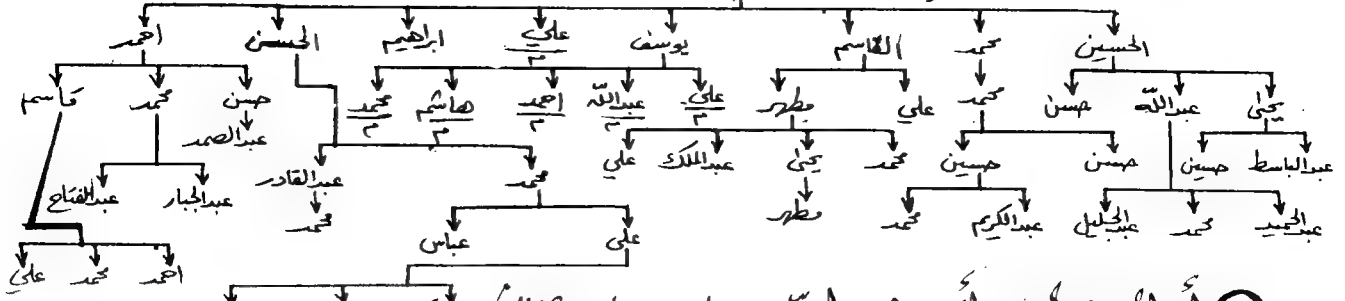 الحسين محمد القاسم يوسف علي ابراهيم الحسن احمد
م
يحيى عبدالله حسن محمد علي مطهر علي عبدالله احمد هاشم محمد حسن محمد قاسم
م م م م م
عبدالباسط حسين حسن حسين محمد يحيى عبدالملك علي محمد عبدالقادر عبدالصمد عبدالجبار عبدالفتاح
عبدالحميد محمد عبدالجليل عبدالكريم محمد مطهر علي عباس محمد احمد محمد علي